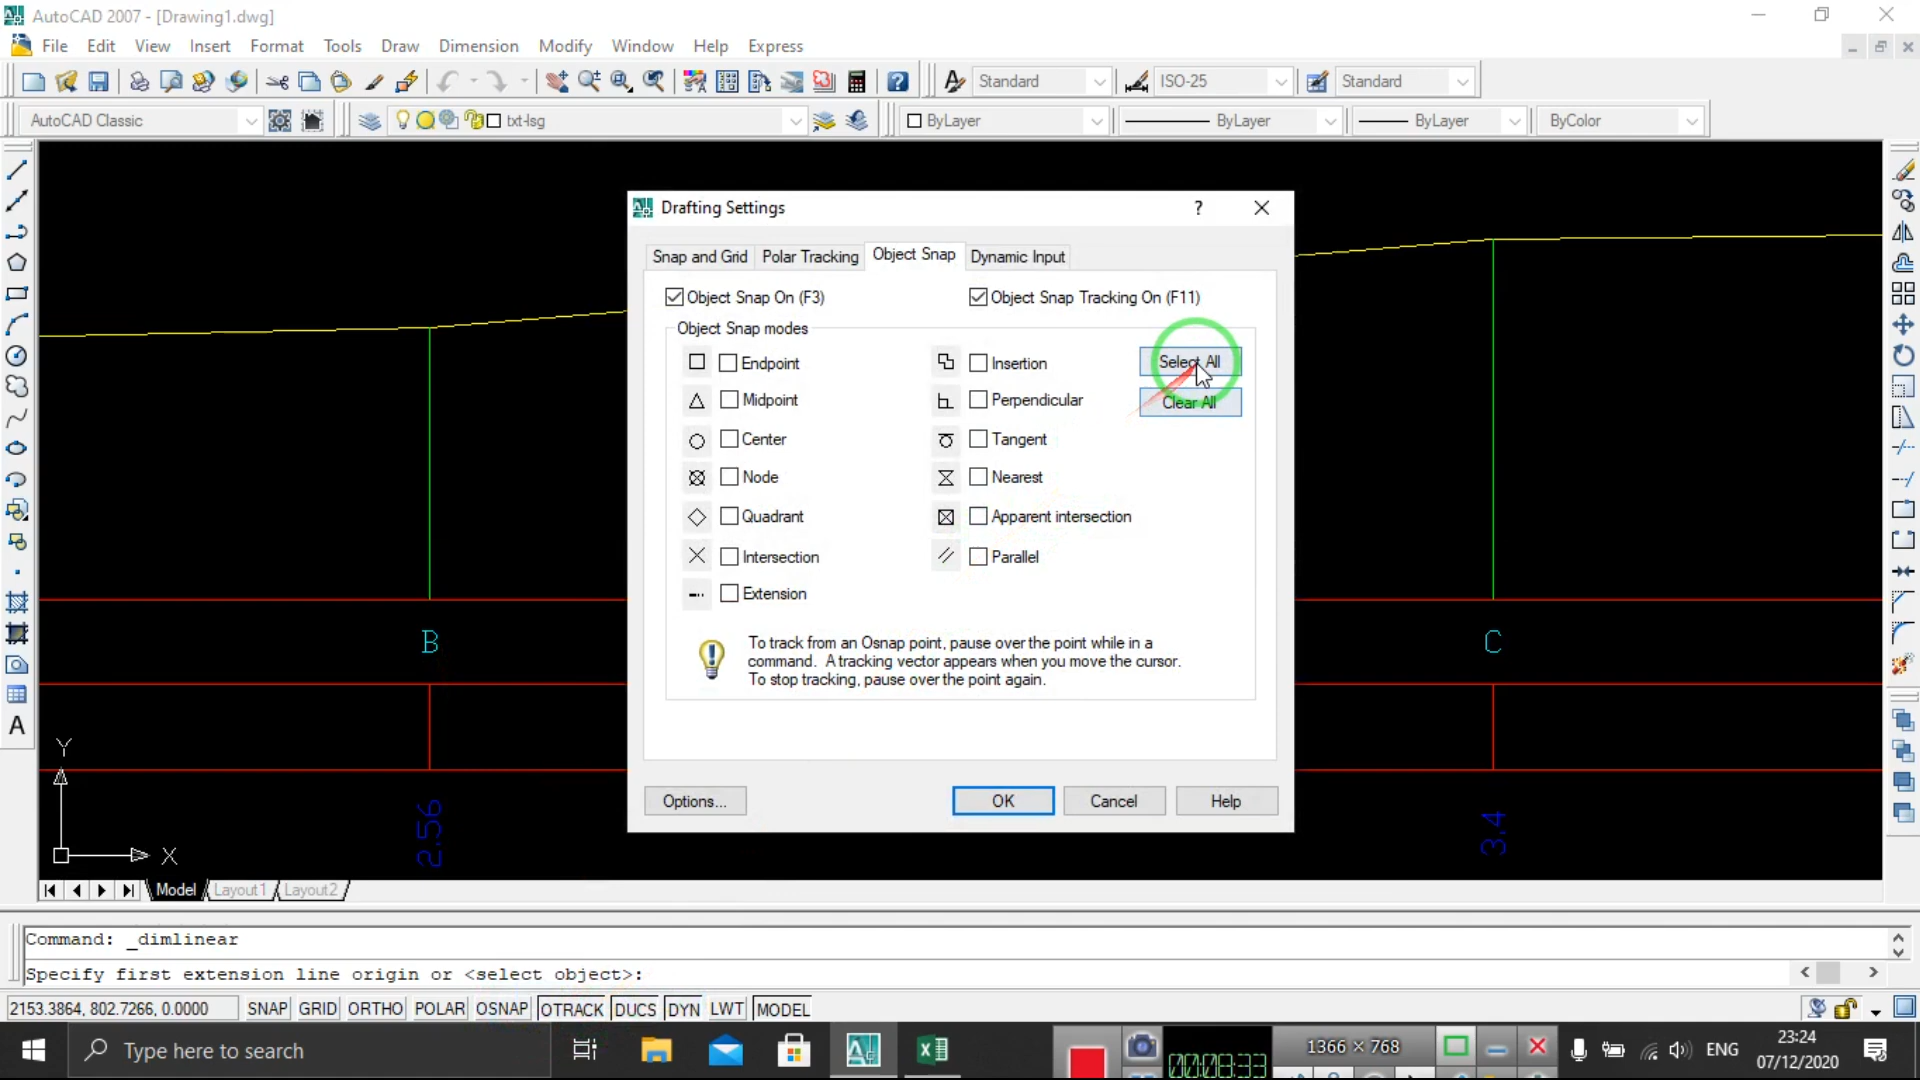 AutoCAD 2007 - [Drawing1.dwg]
File Edit View Insert Format Tools Draw Dimension Modify Window Help Express
Standard ISO-25 Standard
AutoCAD Classic txt-lsg ByLayer ByLayer ByLayer ByColor
Drafting Settings ?
Snap and Grid Polar Tracking Object Snap Dynamic Input
Object Snap On (F3) Object Snap Tracking On (F11)
Object Snap modes
Endpoint Insertion Select All
Midpoint Perpendicular Clear All
Center Tangent
Node Nearest
Quadrant Apparent intersection
Intersection Parallel
Extension
To track from an Osnap point, pause over the point while in a
command. A tracking vector appears when you move the cursor.
To stop tracking, pause over the point again.
Options... OK Cancel Help
B C
2.56 3.4
Y
X
A
Model Layout1 Layout2
Command: _dimlinear
Specify first extension line origin or <select object>:
2153.3864, 802.7266, 0.0000 SNAP GRID ORTHO POLAR OSNAP OTRACK DUCS DYN LWT MODEL
Type here to search 00:08:33 1366 × 768 ENG 23:24
07/12/2020